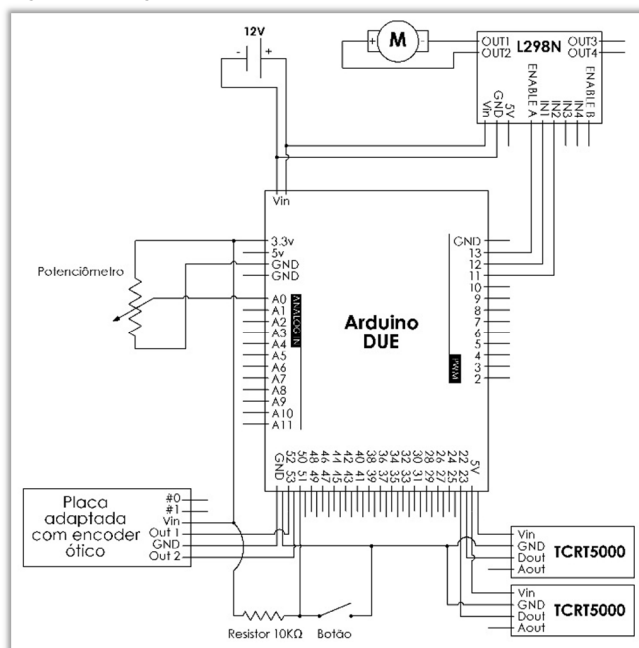 12V
- +
+ M -
OUT1 L298N OUT3
OUT2 OUT4
Vin
GND
5V
ENABLE A
IN1
IN2
IN3
IN4
ENABLE B
Vin
3.3v
5v
GND
GND
A0
A1
A2
A3
A4
A5
A6
A7
A8
A9
A10
A11
ANALOG IN
Potenciômetro
Arduino
DUE
GND
13
12
11
10
9
8
7
6
5
4
3
2
PWM
GND
52
53
50
51
48
49
46
47
44
45
42
43
40
41
38
39
36
37
34
35
32
33
30
31
28
29
26
27
24
25
22
23
5V
Placa
adaptada
com encoder
ótico
#0
#1
Vin
Out 1
GND
Out 2
Resistor 10KΩ Botão
Vin
GND
Dout
Aout
TCRT5000
Vin
GND
Dout
Aout
TCRT5000